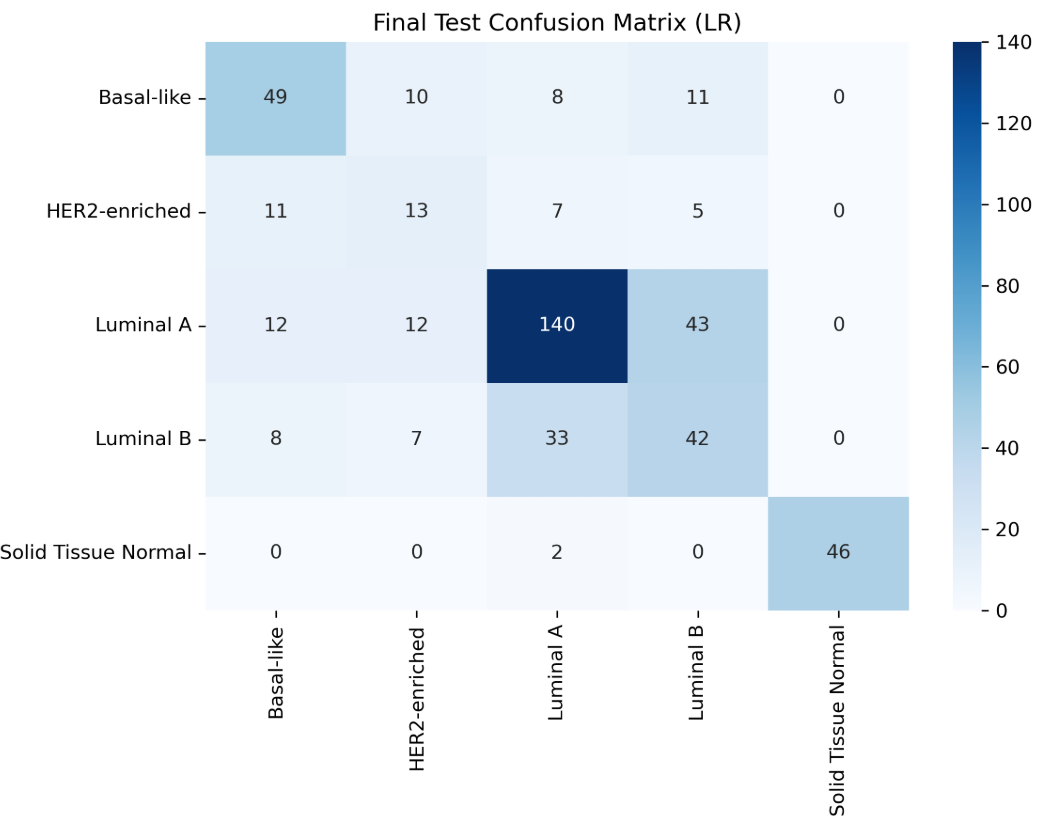 Final Test Confusion Matrix (LR)
Basal-like 49 10 8 11 0
HER2-enriched 11 13 7 5 0
Luminal A 12 12 140 43 0
Luminal B 8 7 33 42 0
Solid Tissue Normal 0 0 2 0 46
Basal-like
HER2-enriched
Luminal A
Luminal B
Solid Tissue Normal
140
120
100
80
60
40
20
0